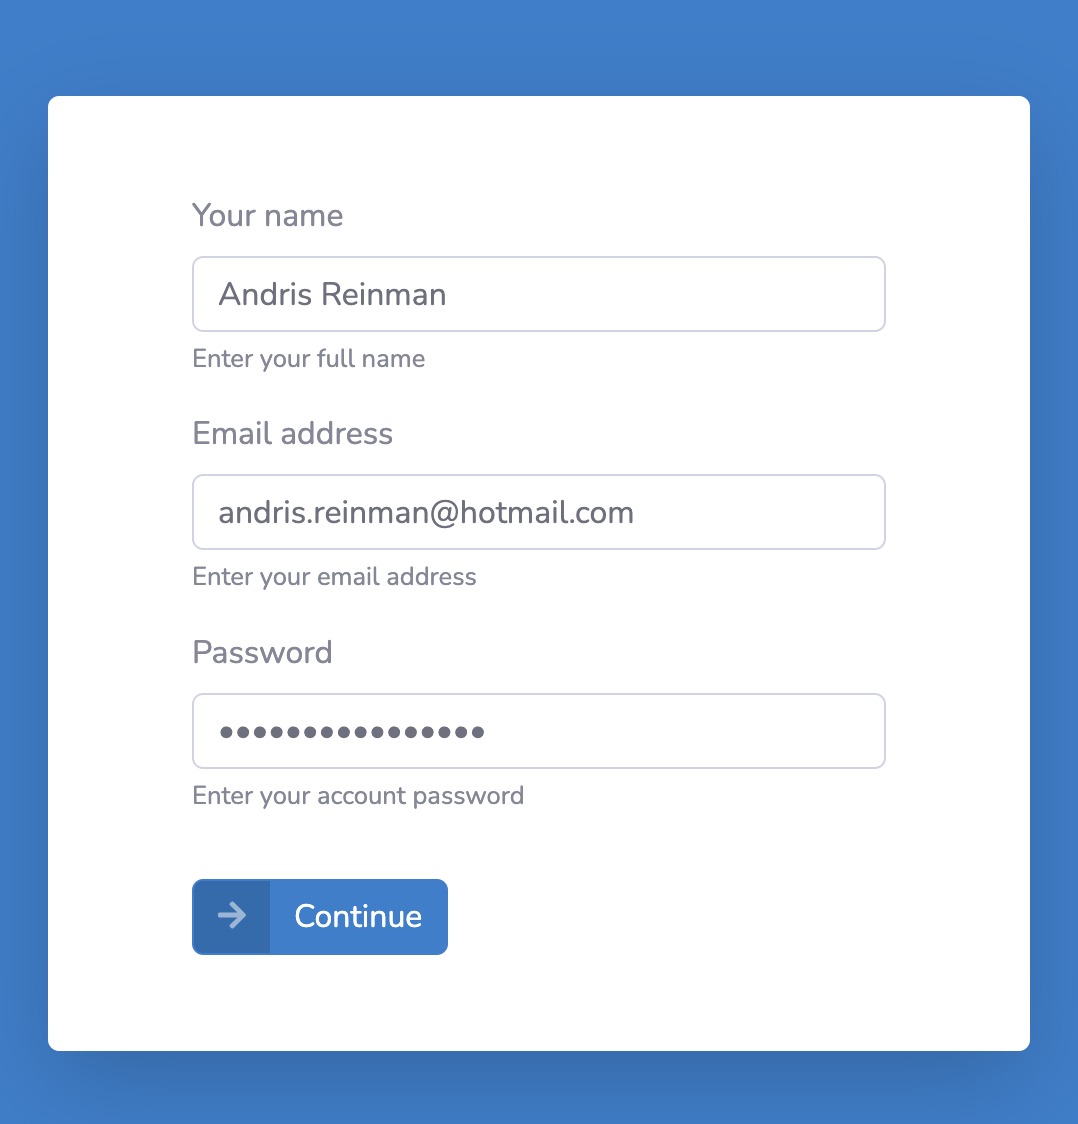 Your name
Andris Reinman
Enter your full name
Email address
andris.reinman@hotmail.com
Enter your email address
Password
••••••••••••••••
Enter your account password
Continue